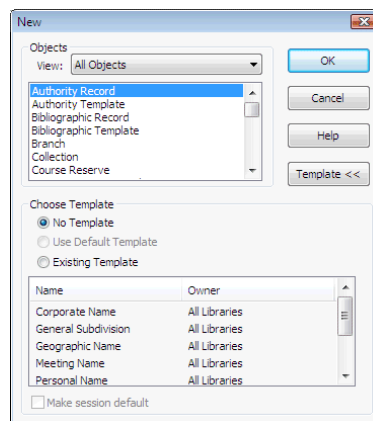 New
Objects
View: All Objects
OK
Authority Record
Authority Template
Bibliographic Record
Bibliographic Template
Branch
Collection
Course Reserve
Cancel
Help
Template <<
Choose Template
No Template
Use Default Template
Existing Template
Name Owner
Corporate Name All Libraries
General Subdivision All Libraries
Geographic Name All Libraries
Meeting Name All Libraries
Personal Name All Libraries
Make session default